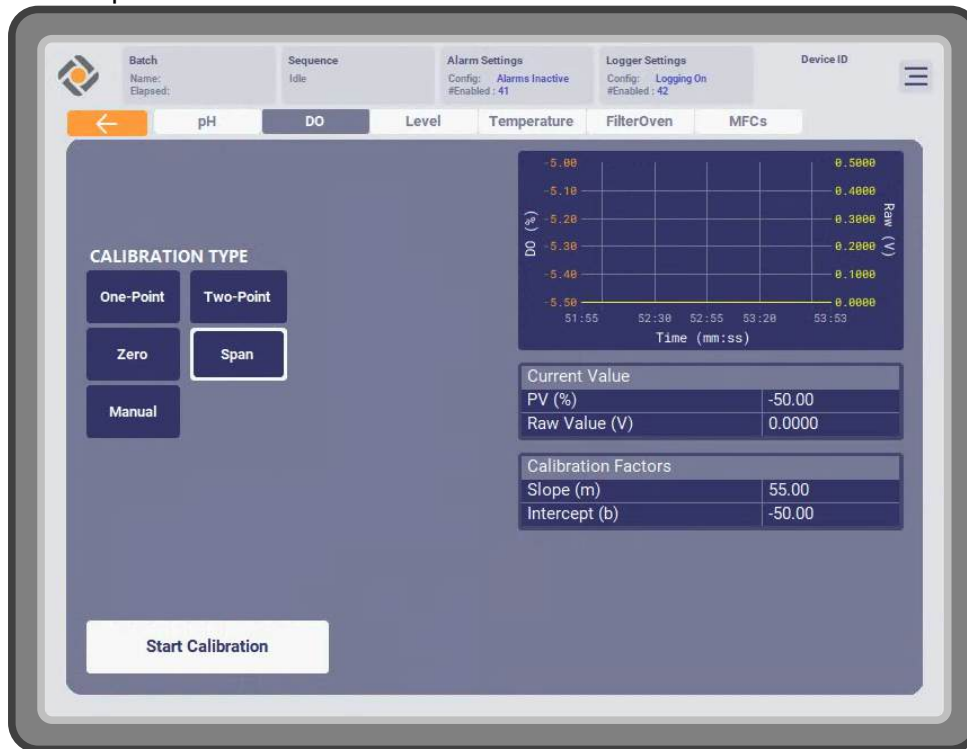 Batch
Name:
Elapsed:
Sequence
Idle
Alarm Settings
Config: Alarms Inactive
#Enabled : 41
Logger Settings
Config: Logging On
#Enabled : 42
Device ID
pH DO Level Temperature FilterOven MFCs
CALIBRATION TYPE
One-Point Two-Point
Zero Span
Manual
Start Calibration
DO (%)
-5.00
-5.10
-5.20
-5.30
-5.40
-5.50
0.5000
0.4000
0.3000
0.2000
0.1000
0.0000
Raw (V)
51:55 52:30 52:55 53:20 53:53
Time (mm:ss)
Current Value
PV (%) -50.00
Raw Value (V) 0.0000
Calibration Factors
Slope (m) 55.00
Intercept (b) -50.00